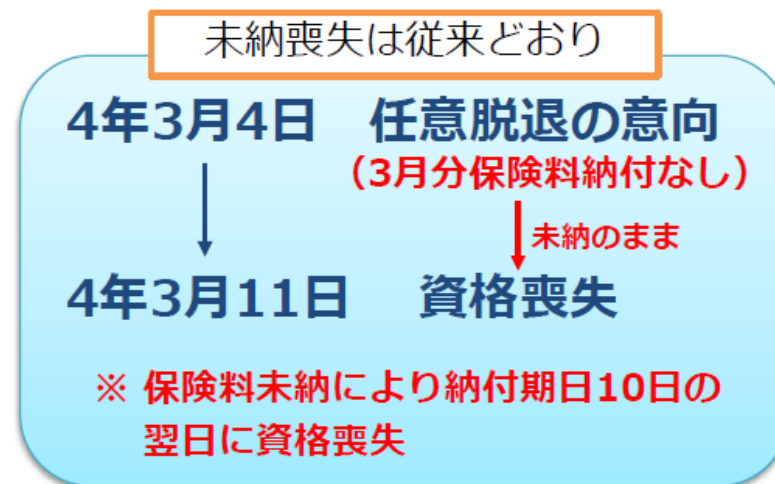 未納喪失は従来どおり
4年3月4日 任意脱退の意向
（3月分保険料納付なし）
未納のまま
4年3月11日 資格喪失
※ 保険料未納により納付期日10日の
翌日に資格喪失